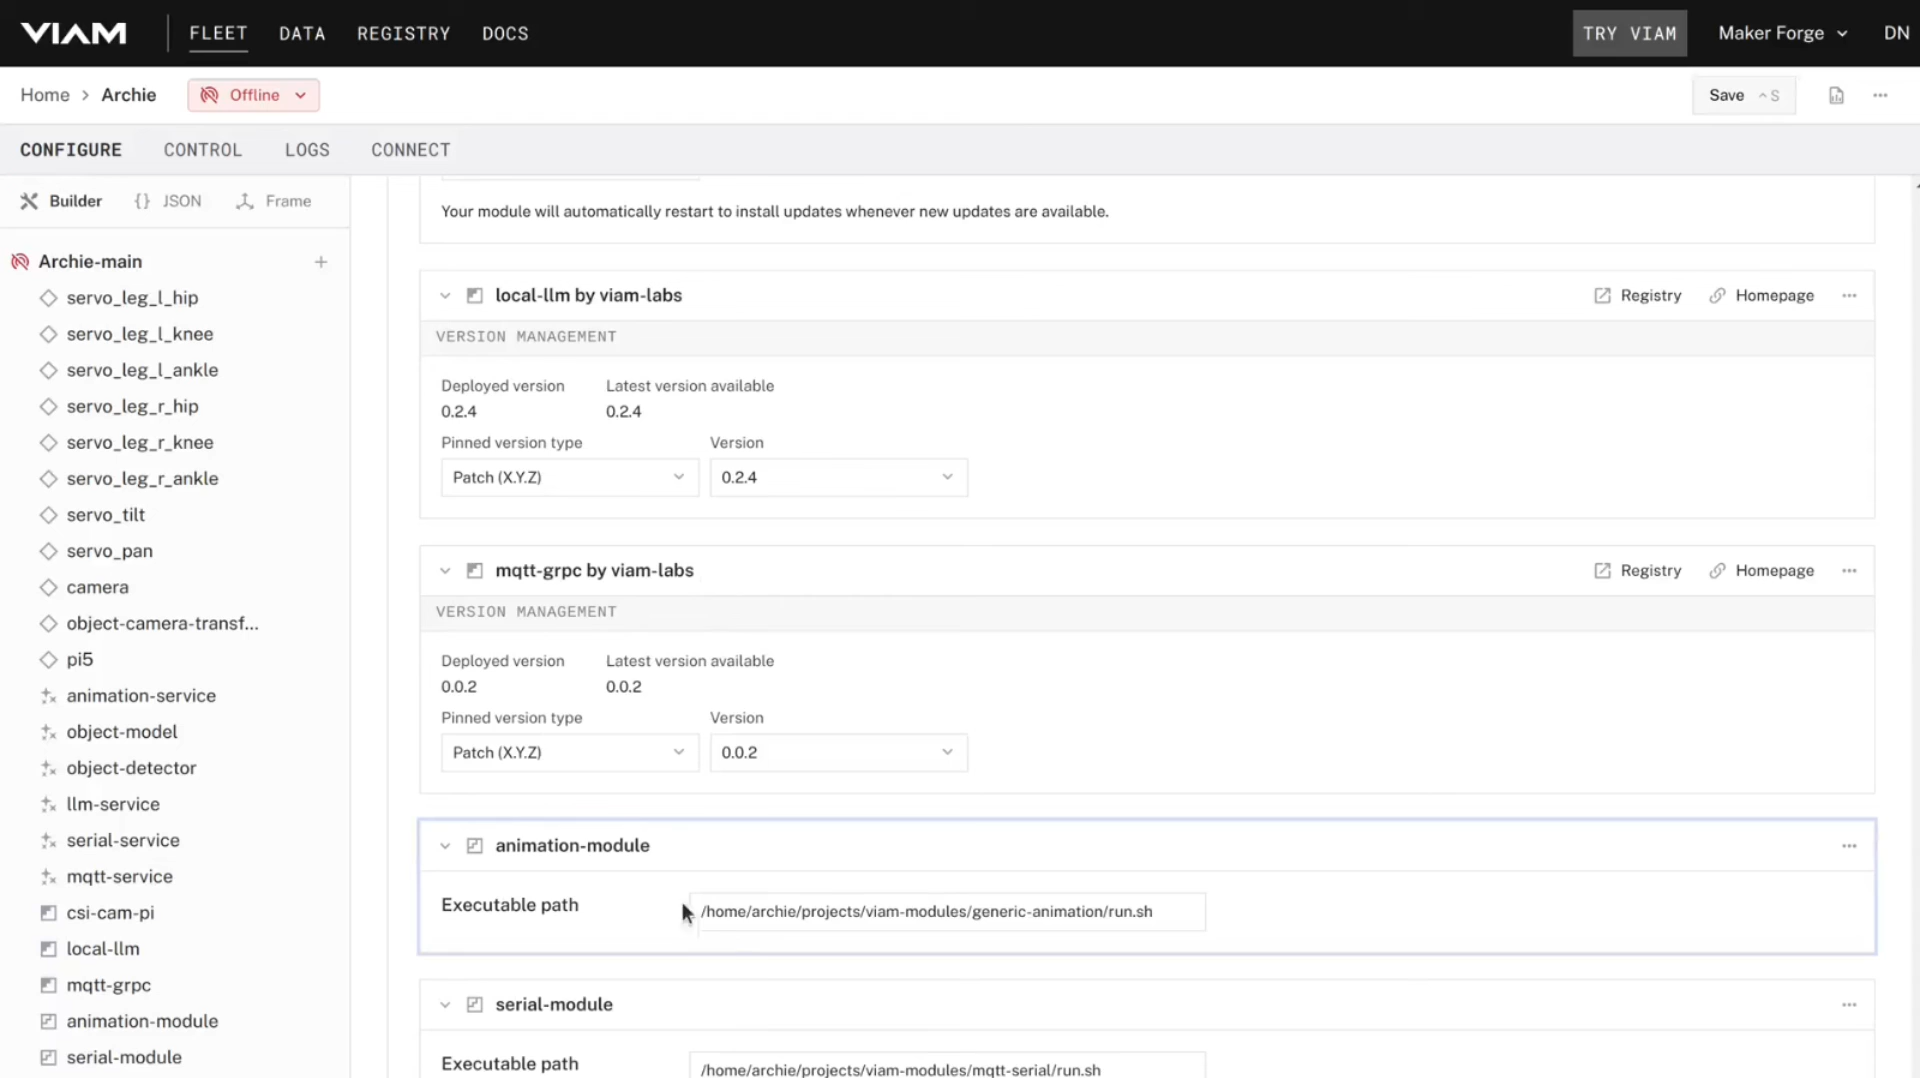 VIAM FLEET DATA REGISTRY DOCS TRY VIAM Maker Forge DN
Home > Archie Offline Save ^ S ...
CONFIGURE CONTROL LOGS CONNECT
Builder {} JSON Frame
Archie-main +
servo_leg_l_hip
servo_leg_l_knee
servo_leg_l_ankle
servo_leg_r_hip
servo_leg_r_knee
servo_leg_r_ankle
servo_tilt
servo_pan
camera
object-camera-transf...
pi5
animation-service
object-model
object-detector
llm-service
serial-service
mqtt-service
csi-cam-pi
local-llm
mqtt-grpc
animation-module
serial-module
Your module will automatically restart to install updates whenever new updates are available.
local-llm by viam-labs Registry Homepage ...
VERSION MANAGEMENT
Deployed version Latest version available
0.2.4 0.2.4
Pinned version type Version
Patch (X.Y.Z) 0.2.4
mqtt-grpc by viam-labs Registry Homepage ...
VERSION MANAGEMENT
Deployed version Latest version available
0.0.2 0.0.2
Pinned version type Version
Patch (X.Y.Z) 0.0.2
animation-module ...
Executable path /home/archie/projects/viam-modules/generic-animation/run.sh
serial-module ...
Executable path /home/archie/projects/viam-modules/mqtt-serial/run.sh